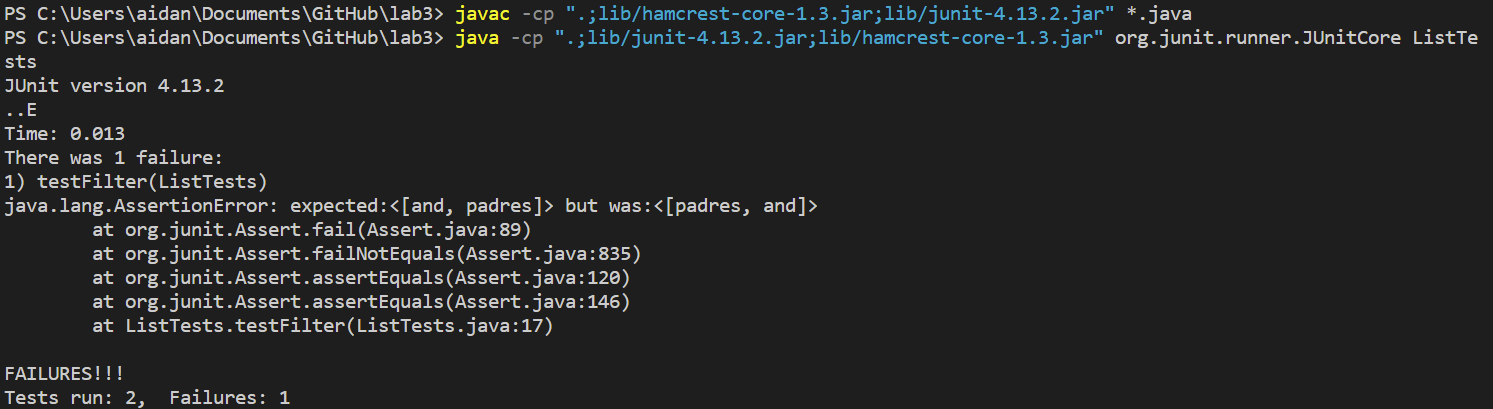 PS C:\Users\aidan\Documents\GitHub\lab3> javac -cp ".;lib/hamcrest-core-1.3.jar;lib/junit-4.13.2.jar" *.java
PS C:\Users\aidan\Documents\GitHub\lab3> java -cp ".;lib/junit-4.13.2.jar;lib/hamcrest-core-1.3.jar" org.junit.runner.JUnitCore ListTe
sts
JUnit version 4.13.2
..E
Time: 0.013
There was 1 failure:
1) testFilter(ListTests)
java.lang.AssertionError: expected:<[and, padres]> but was:<[padres, and]>
        at org.junit.Assert.fail(Assert.java:89)
        at org.junit.Assert.failNotEquals(Assert.java:835)
        at org.junit.Assert.assertEquals(Assert.java:120)
        at org.junit.Assert.assertEquals(Assert.java:146)
        at ListTests.testFilter(ListTests.java:17)

FAILURES!!!
Tests run: 2,  Failures: 1